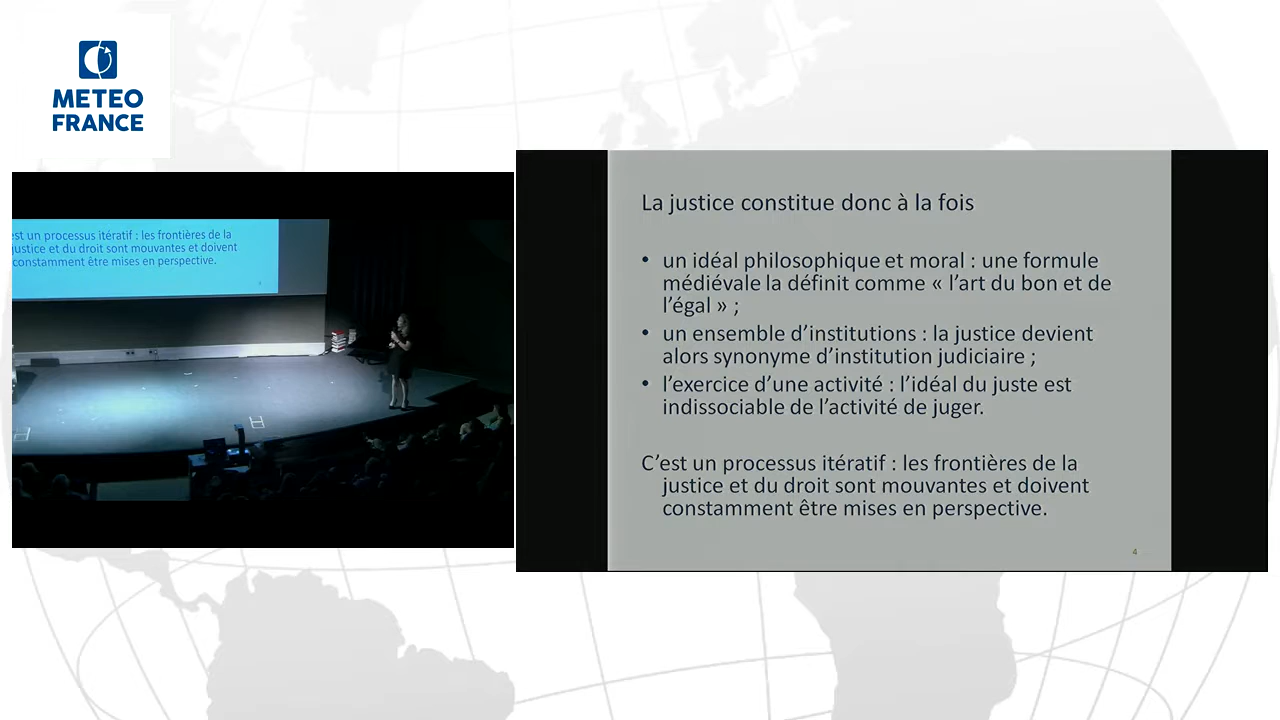 METEO
FRANCE
est un processus itératif : les frontières de la
justice et du droit sont mouvantes et doivent
constamment être mises en perspective.
La justice constitue donc à la fois
• un idéal philosophique et moral : une formule
médiévale la définit comme « l’art du bon et de
l’égal » ;
• un ensemble d’institutions : la justice devient
alors synonyme d’institution judiciaire ;
• l’exercice d’une activité : l’idéal du juste est
indissociable de l’activité de juger.
C’est un processus itératif : les frontières de la
justice et du droit sont mouvantes et doivent
constamment être mises en perspective.
4